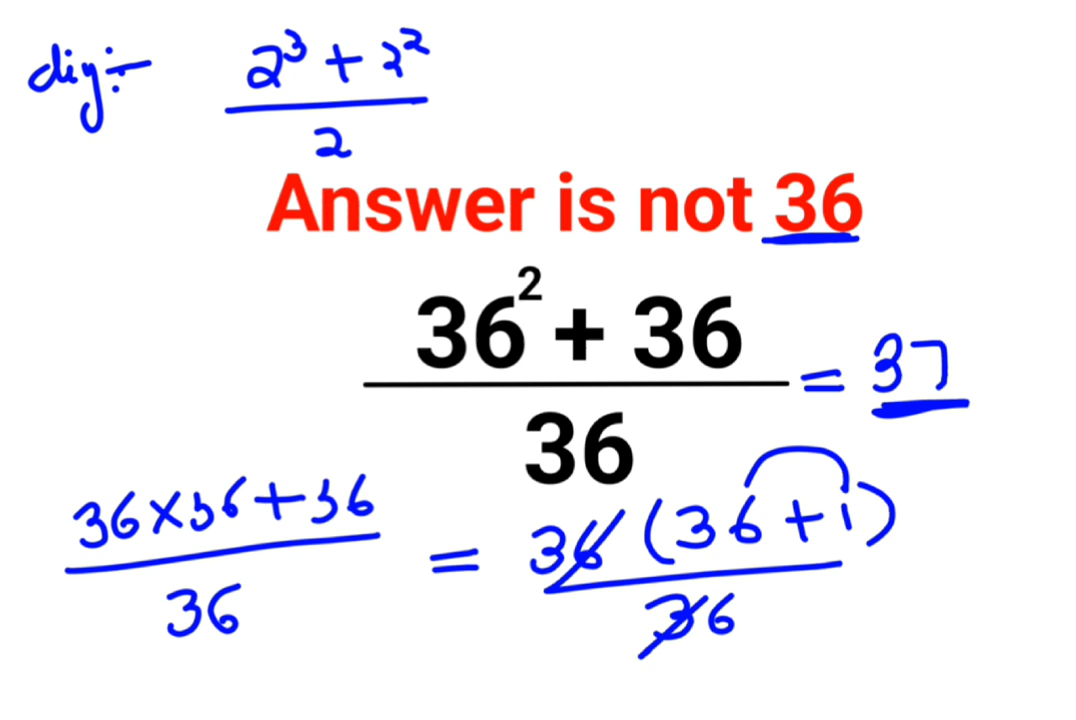 diy:- (2³ + 2²)/2
Answer is not 36
(36² + 36)/36 = 37
(36×36+36)/36 = 36(36+1)/36